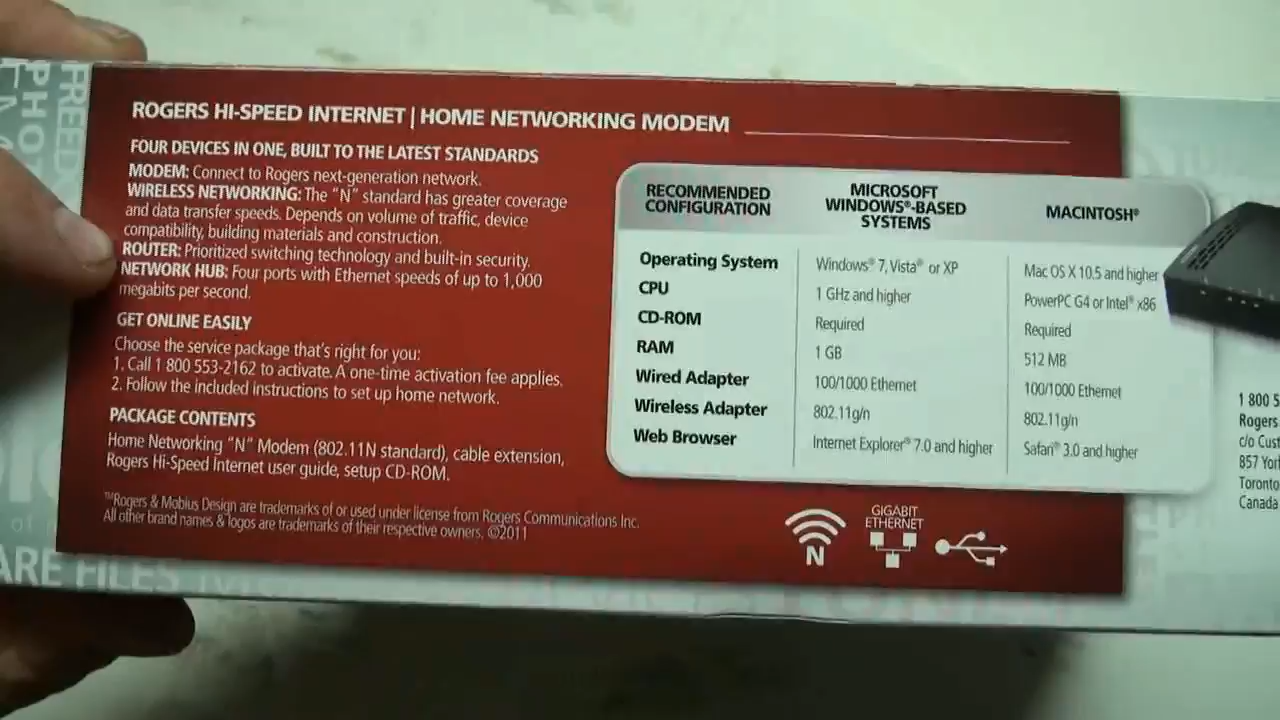 ROGERS HI-SPEED INTERNET | HOME NETWORKING MODEM
FOUR DEVICES IN ONE, BUILT TO THE LATEST STANDARDS
MODEM: Connect to Rogers next-generation network.
WIRELESS NETWORKING: The "N" standard has greater coverage
and data transfer speeds. Depends on volume of traffic, device
compatibility, building materials and construction.
ROUTER: Prioritized switching technology and built-in security.
NETWORK HUB: Four ports with Ethernet speeds of up to 1,000
megabits per second.
GET ONLINE EASILY
Choose the service package that's right for you:
1. Call 1 800 553-2162 to activate. A one-time activation fee applies.
2. Follow the included instructions to set up home network.
PACKAGE CONTENTS
Home Networking "N" Modem (802.11N standard), cable extension,
Rogers Hi-Speed Internet user guide, setup CD-ROM.
™Rogers & Mobius Design are trademarks of or used under license from Rogers Communications Inc.
All other brand names & logos are trademarks of their respective owners. ©2011
RECOMMENDED CONFIGURATION MICROSOFT WINDOWS®-BASED SYSTEMS MACINTOSH®
Operating System Windows® 7, Vista® or XP Mac OS X 10.5 and higher
CPU 1 GHz and higher PowerPC G4 or Intel® x86
CD-ROM Required Required
RAM 1 GB 512 MB
Wired Adapter 100/1000 Ethernet 100/1000 Ethernet
Wireless Adapter 802.11g/n 802.11g/n
Web Browser Internet Explorer® 7.0 and higher Safari® 3.0 and higher
N
GIGABIT
ETHERNET
1 800 5
Rogers
c/o Cust
857 Yor
Toronto
Canada
FREED
PHO
ARE FILES